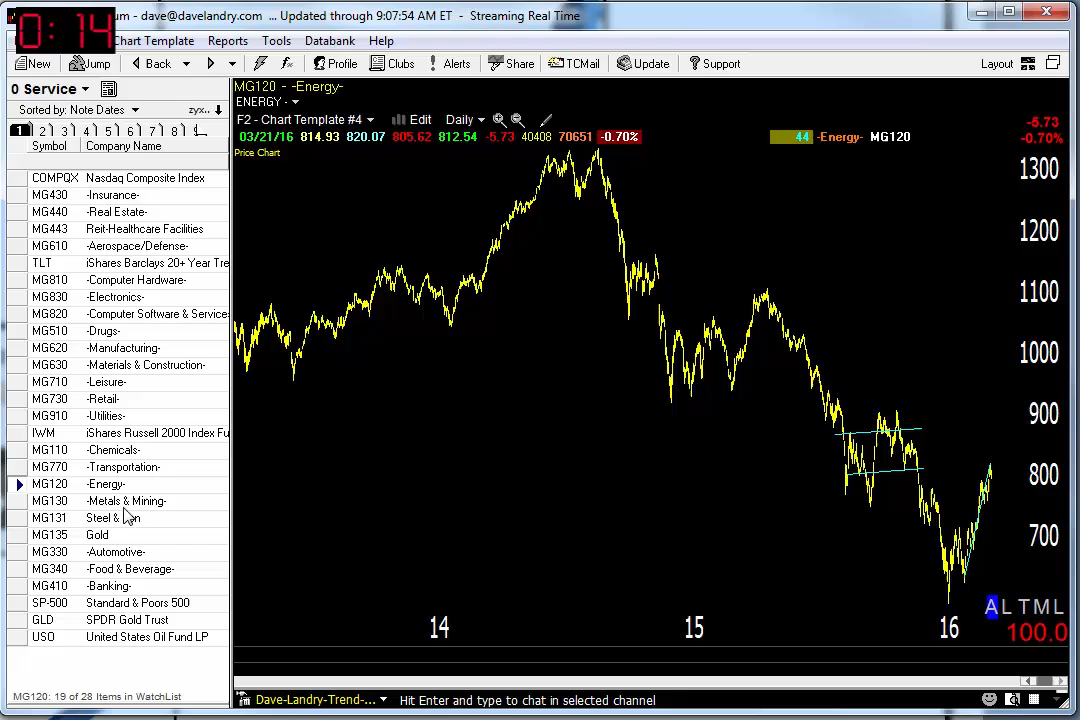 um - dave@davelandry.com ... Updated through 9:07:54 AM ET - Streaming Real Time
0: 14
Chart Template Reports Tools Databank Help
New Jump Back Profile Clubs Alerts Share TCMail Update Support Layout
0 Service
Sorted by: Note Dates zyx..
1 2 3 4 5 6 7 8
Symbol Company Name
COMPQX Nasdaq Composite Index
MG430 -Insurance-
MG440 -Real Estate-
MG443 Reit-Healthcare Facilities
MG610 -Aerospace/Defense-
TLT iShares Barclays 20+ Year Tre
MG810 -Computer Hardware-
MG830 -Electronics-
MG820 -Computer Software & Service
MG510 -Drugs-
MG620 -Manufacturing-
MG630 -Materials & Construction-
MG710 -Leisure-
MG730 -Retail-
MG910 -Utilities-
IWM iShares Russell 2000 Index Fu
MG110 -Chemicals-
MG770 -Transportation-
MG120 -Energy-
MG130 -Metals & Mining-
MG131 Steel & on
MG135 Gold
MG330 -Automotive-
MG340 -Food & Beverage-
MG410 -Banking-
SP-500 Standard & Poors 500
GLD SPDR Gold Trust
USO United States Oil Fund LP
MG120: 19 of 28 Items in WatchList
MG120 - -Energy-
ENERGY -
F2 - Chart Template #4 Edit Daily
03/21/16 814.93 820.07 805.62 812.54 -5.73 40408 70651 -0.70% 44 -Energy- MG120
-5.73
-0.70%
Price Chart
1300
1200
1100
1000
900
800
700
A L T M L
100.0
14 15 16
Dave-Landry-Trend-... Hit Enter and type to chat in selected channel